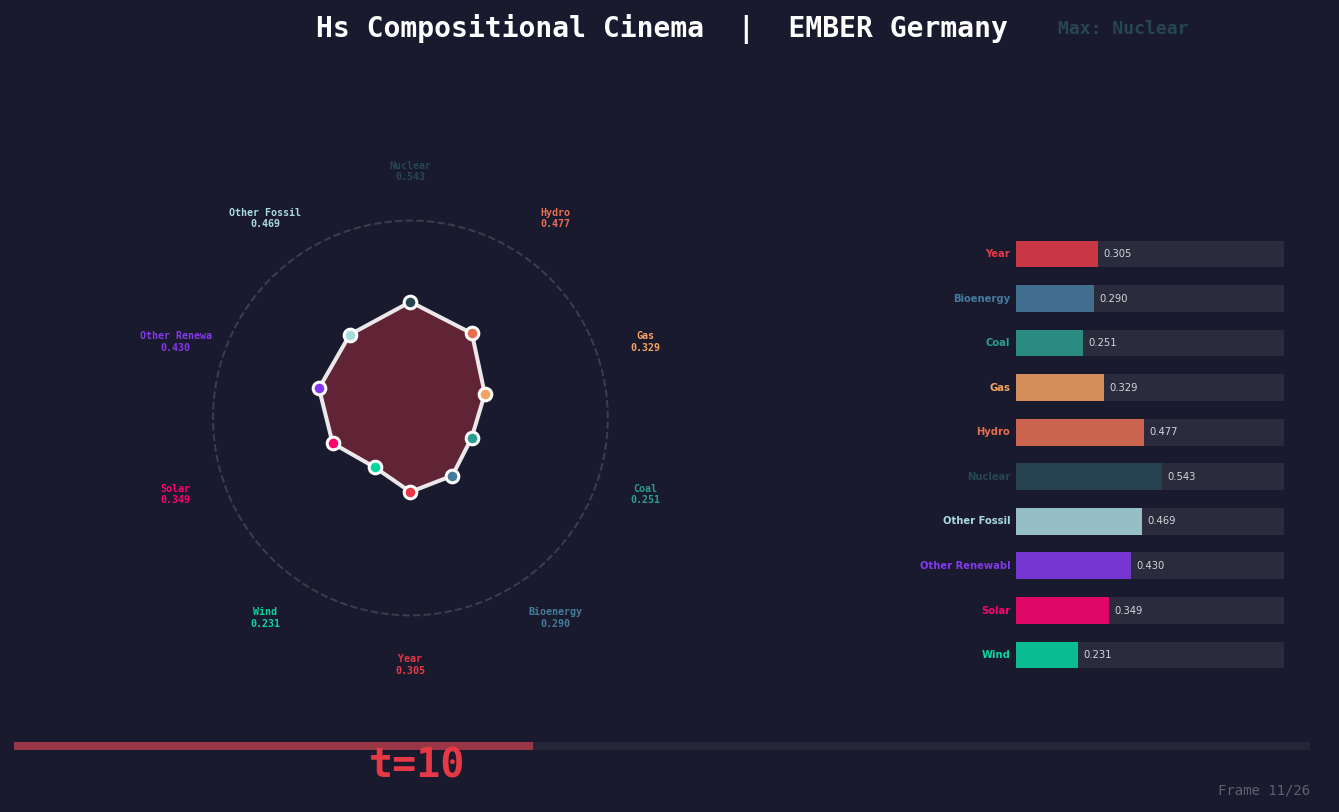 Hs Compositional Cinema | EMBER Germany
Max: Nuclear
Nuclear
0.543
Other Fossil
0.469
Hydro
0.477
Other Renewa
0.430
Gas
0.329
Solar
0.349
Coal
0.251
Wind
0.231
Bioenergy
0.290
Year
0.305
Year 0.305
Bioenergy 0.290
Coal 0.251
Gas 0.329
Hydro 0.477
Nuclear 0.543
Other Fossil 0.469
Other Renewabl 0.430
Solar 0.349
Wind 0.231
t=10
Frame 11/26